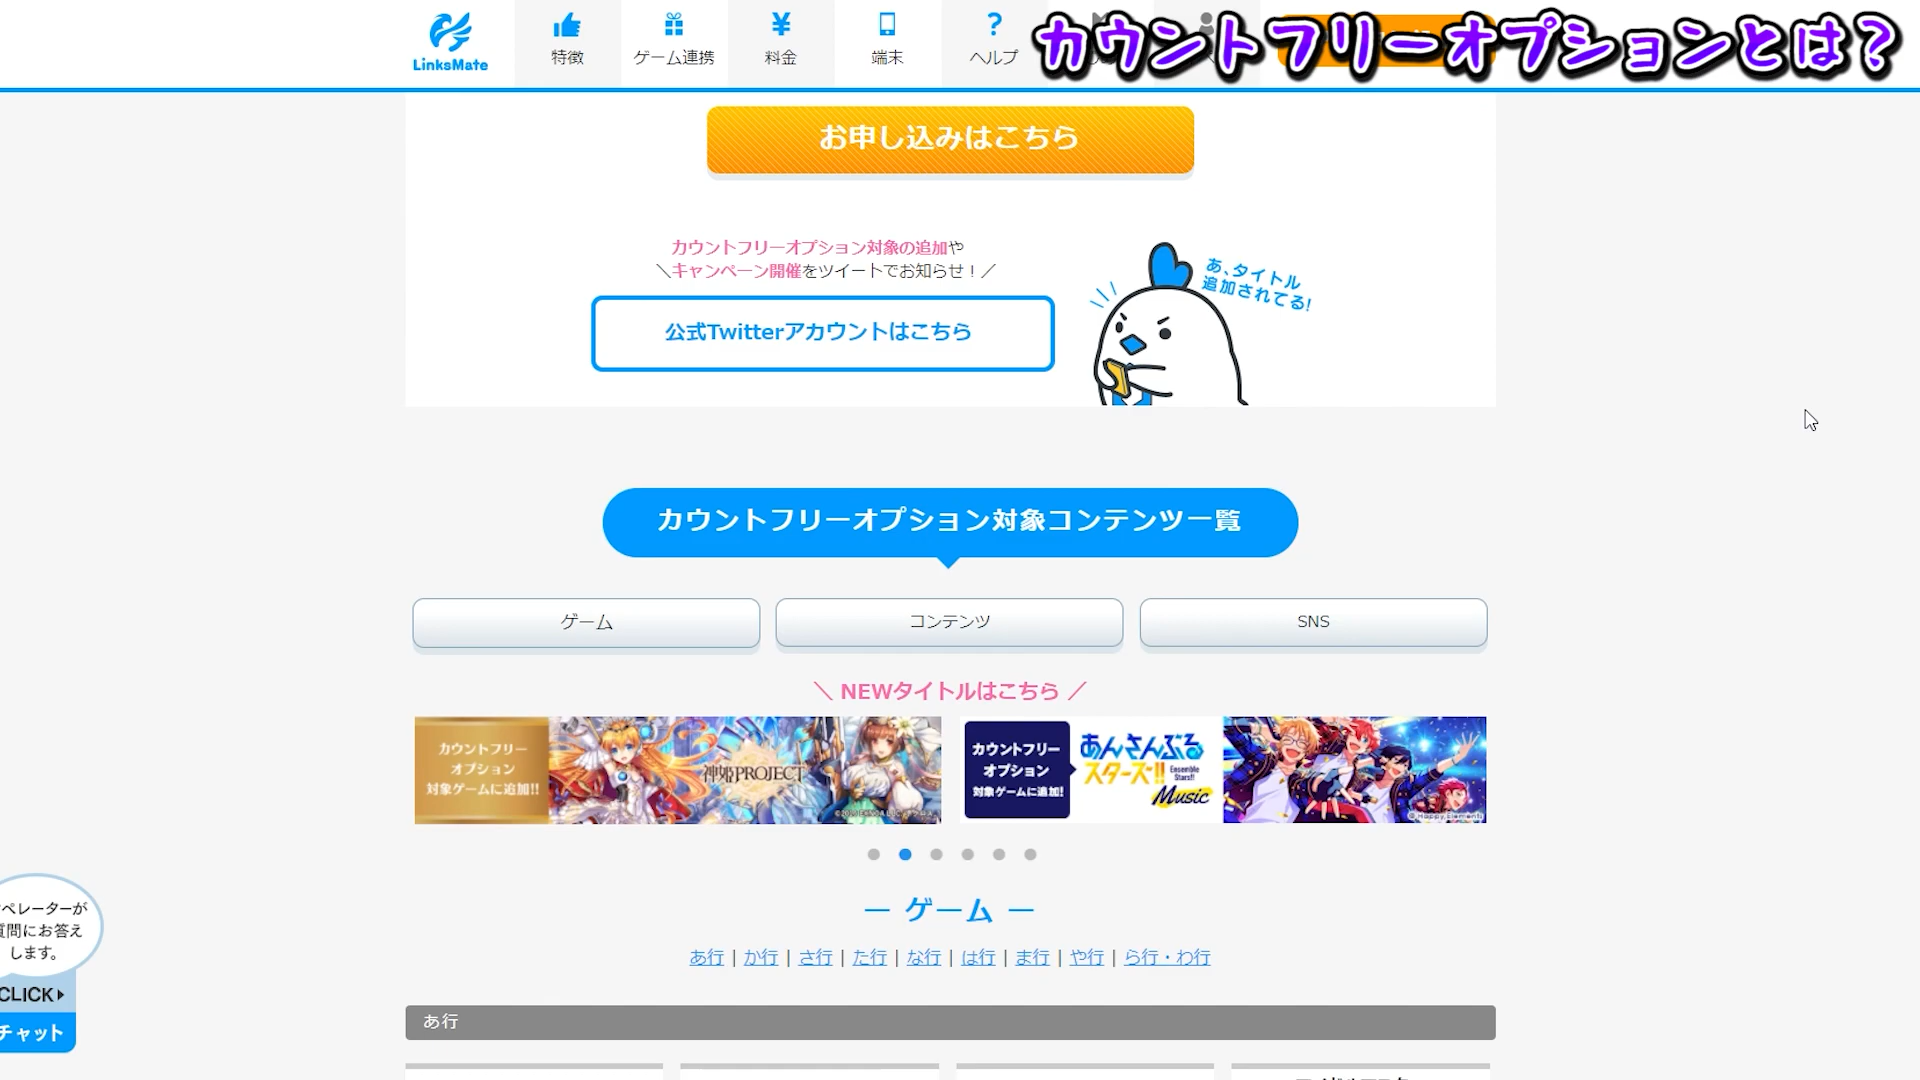 カウントフリーオプションとは？
LinksMate
特徴
ゲーム連携
料金
端末
ヘルプ
お申し込みはこちら
カウントフリーオプション対象の追加や
＼キャンペーン開催をツイートでお知らせ！／
公式Twitterアカウントはこちら
あ、タイトル
追加されてる!
カウントフリーオプション対象コンテンツ一覧
ゲーム
コンテンツ
SNS
＼ NEWタイトルはこちら ／
カウントフリー
オプション
対象ゲームに追加!!
神姫PROJECT
カウントフリー
オプション
対象ゲームに追加!
あんさんぶる
スターズ!!
Ensemble
Stars!!
Music
© Happy Elements
― ゲーム ―
あ行 | か行 | さ行 | た行 | な行 | は行 | ま行 | や行 | ら行・わ行
あ行
ペレーターが
質問にお答え
します。
CLICK
チャット